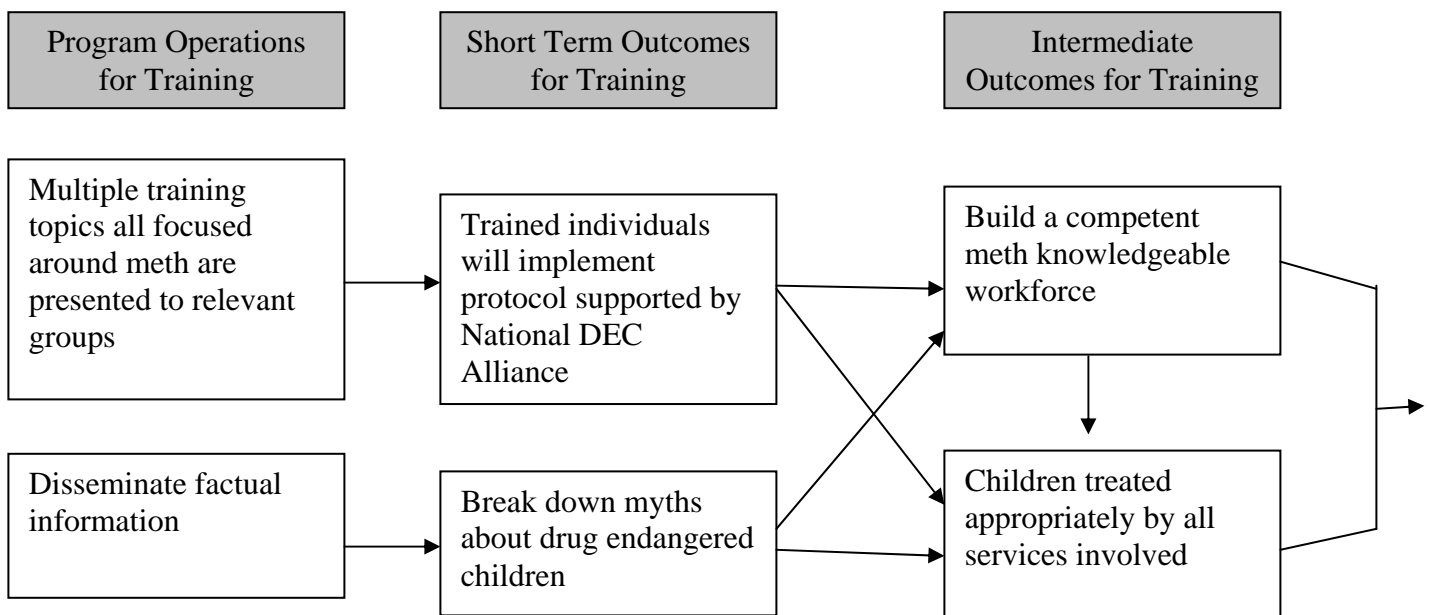 Program Operations
for Training
Short Term Outcomes
for Training
Intermediate
Outcomes for Training
Multiple training
topics all focused
around meth are
presented to relevant
groups
Trained individuals
will implement
protocol supported by
National DEC
Alliance
Build a competent
meth knowledgeable
workforce
Disseminate factual
information
Break down myths
about drug endangered
children
Children treated
appropriately by all
services involved